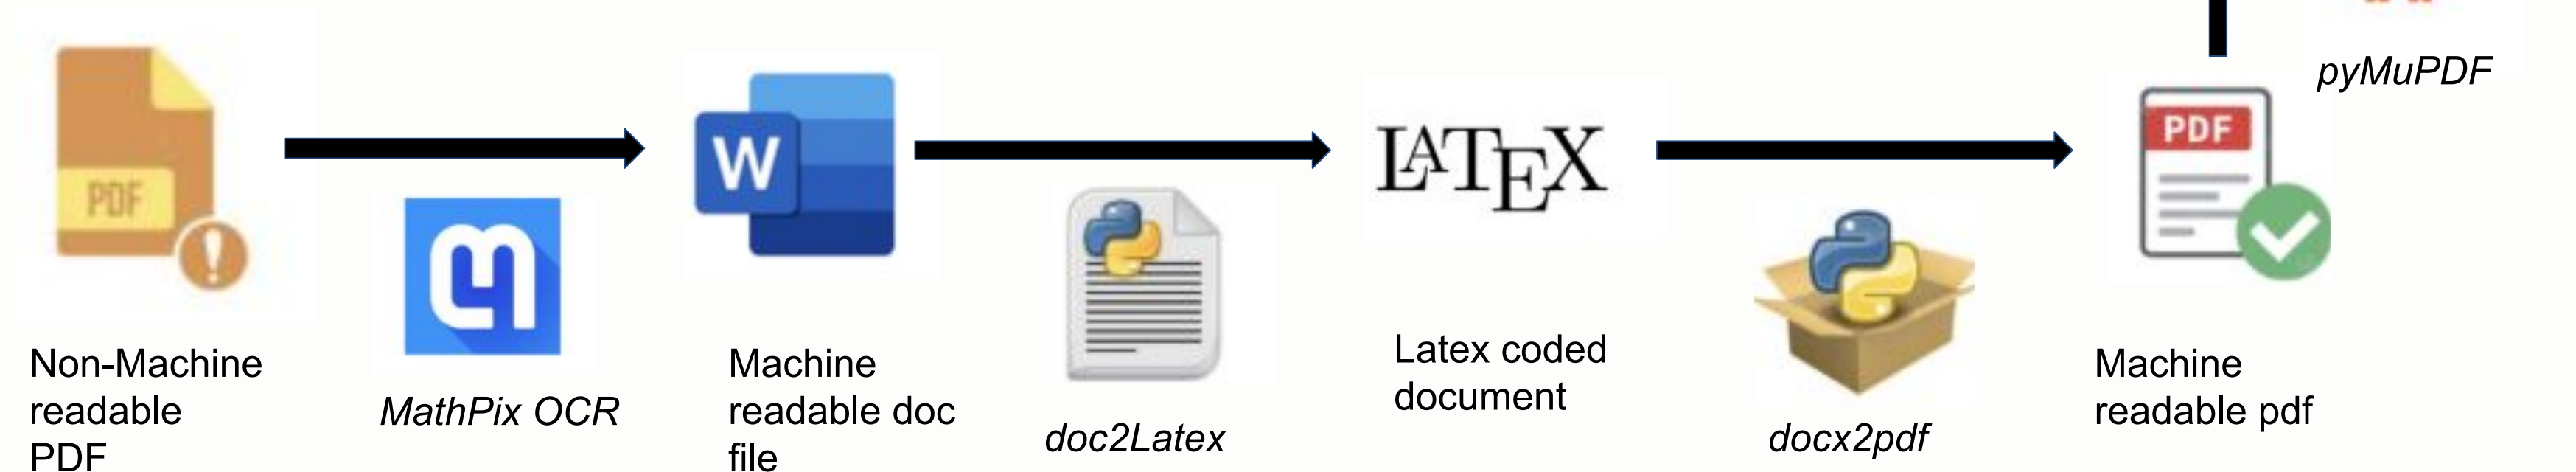 pyMuPDF
PDF
W
LATEX
PDF
Non-Machine
readable
PDF
MathPix OCR
Machine
readable doc
file
doc2Latex
Latex coded
document
docx2pdf
Machine
readable pdf